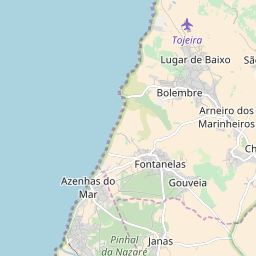 Tojeira
Lugar de Baixo
São
Bolembre
Arneiro dos
Marinheiros
Ch
Fontanelas
Azenhas do
Mar
Gouveia
Pinhal
da Nazaré
Janas